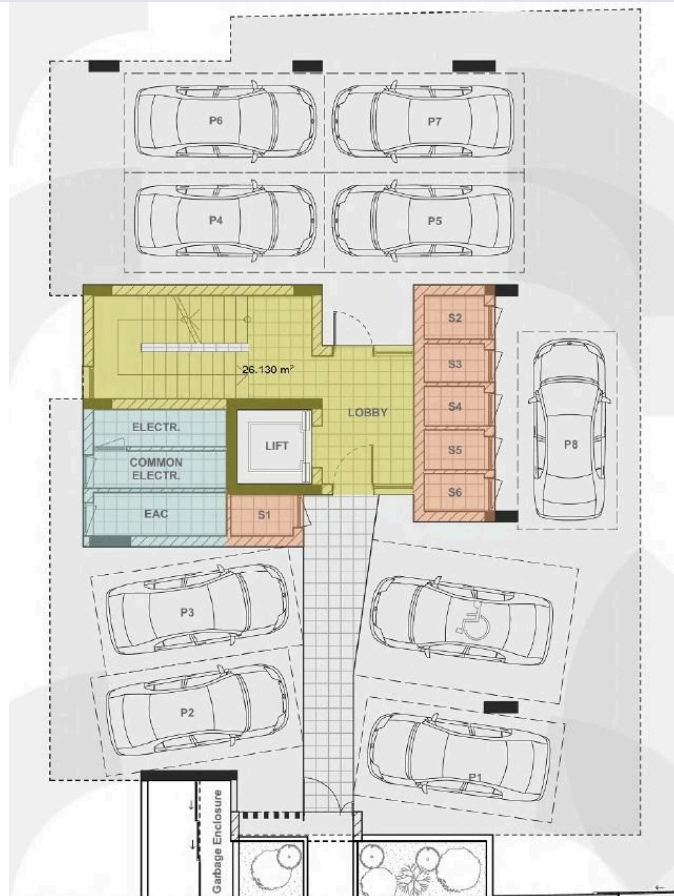 P6
P7
P4
P5
S2
S3
26.130 m²
S4
LOBBY
ELECTR.
LIFT
P8
S5
COMMON
ELECTR.
S6
EAC
S1
P3
P2
P1
Garbage Enclosure